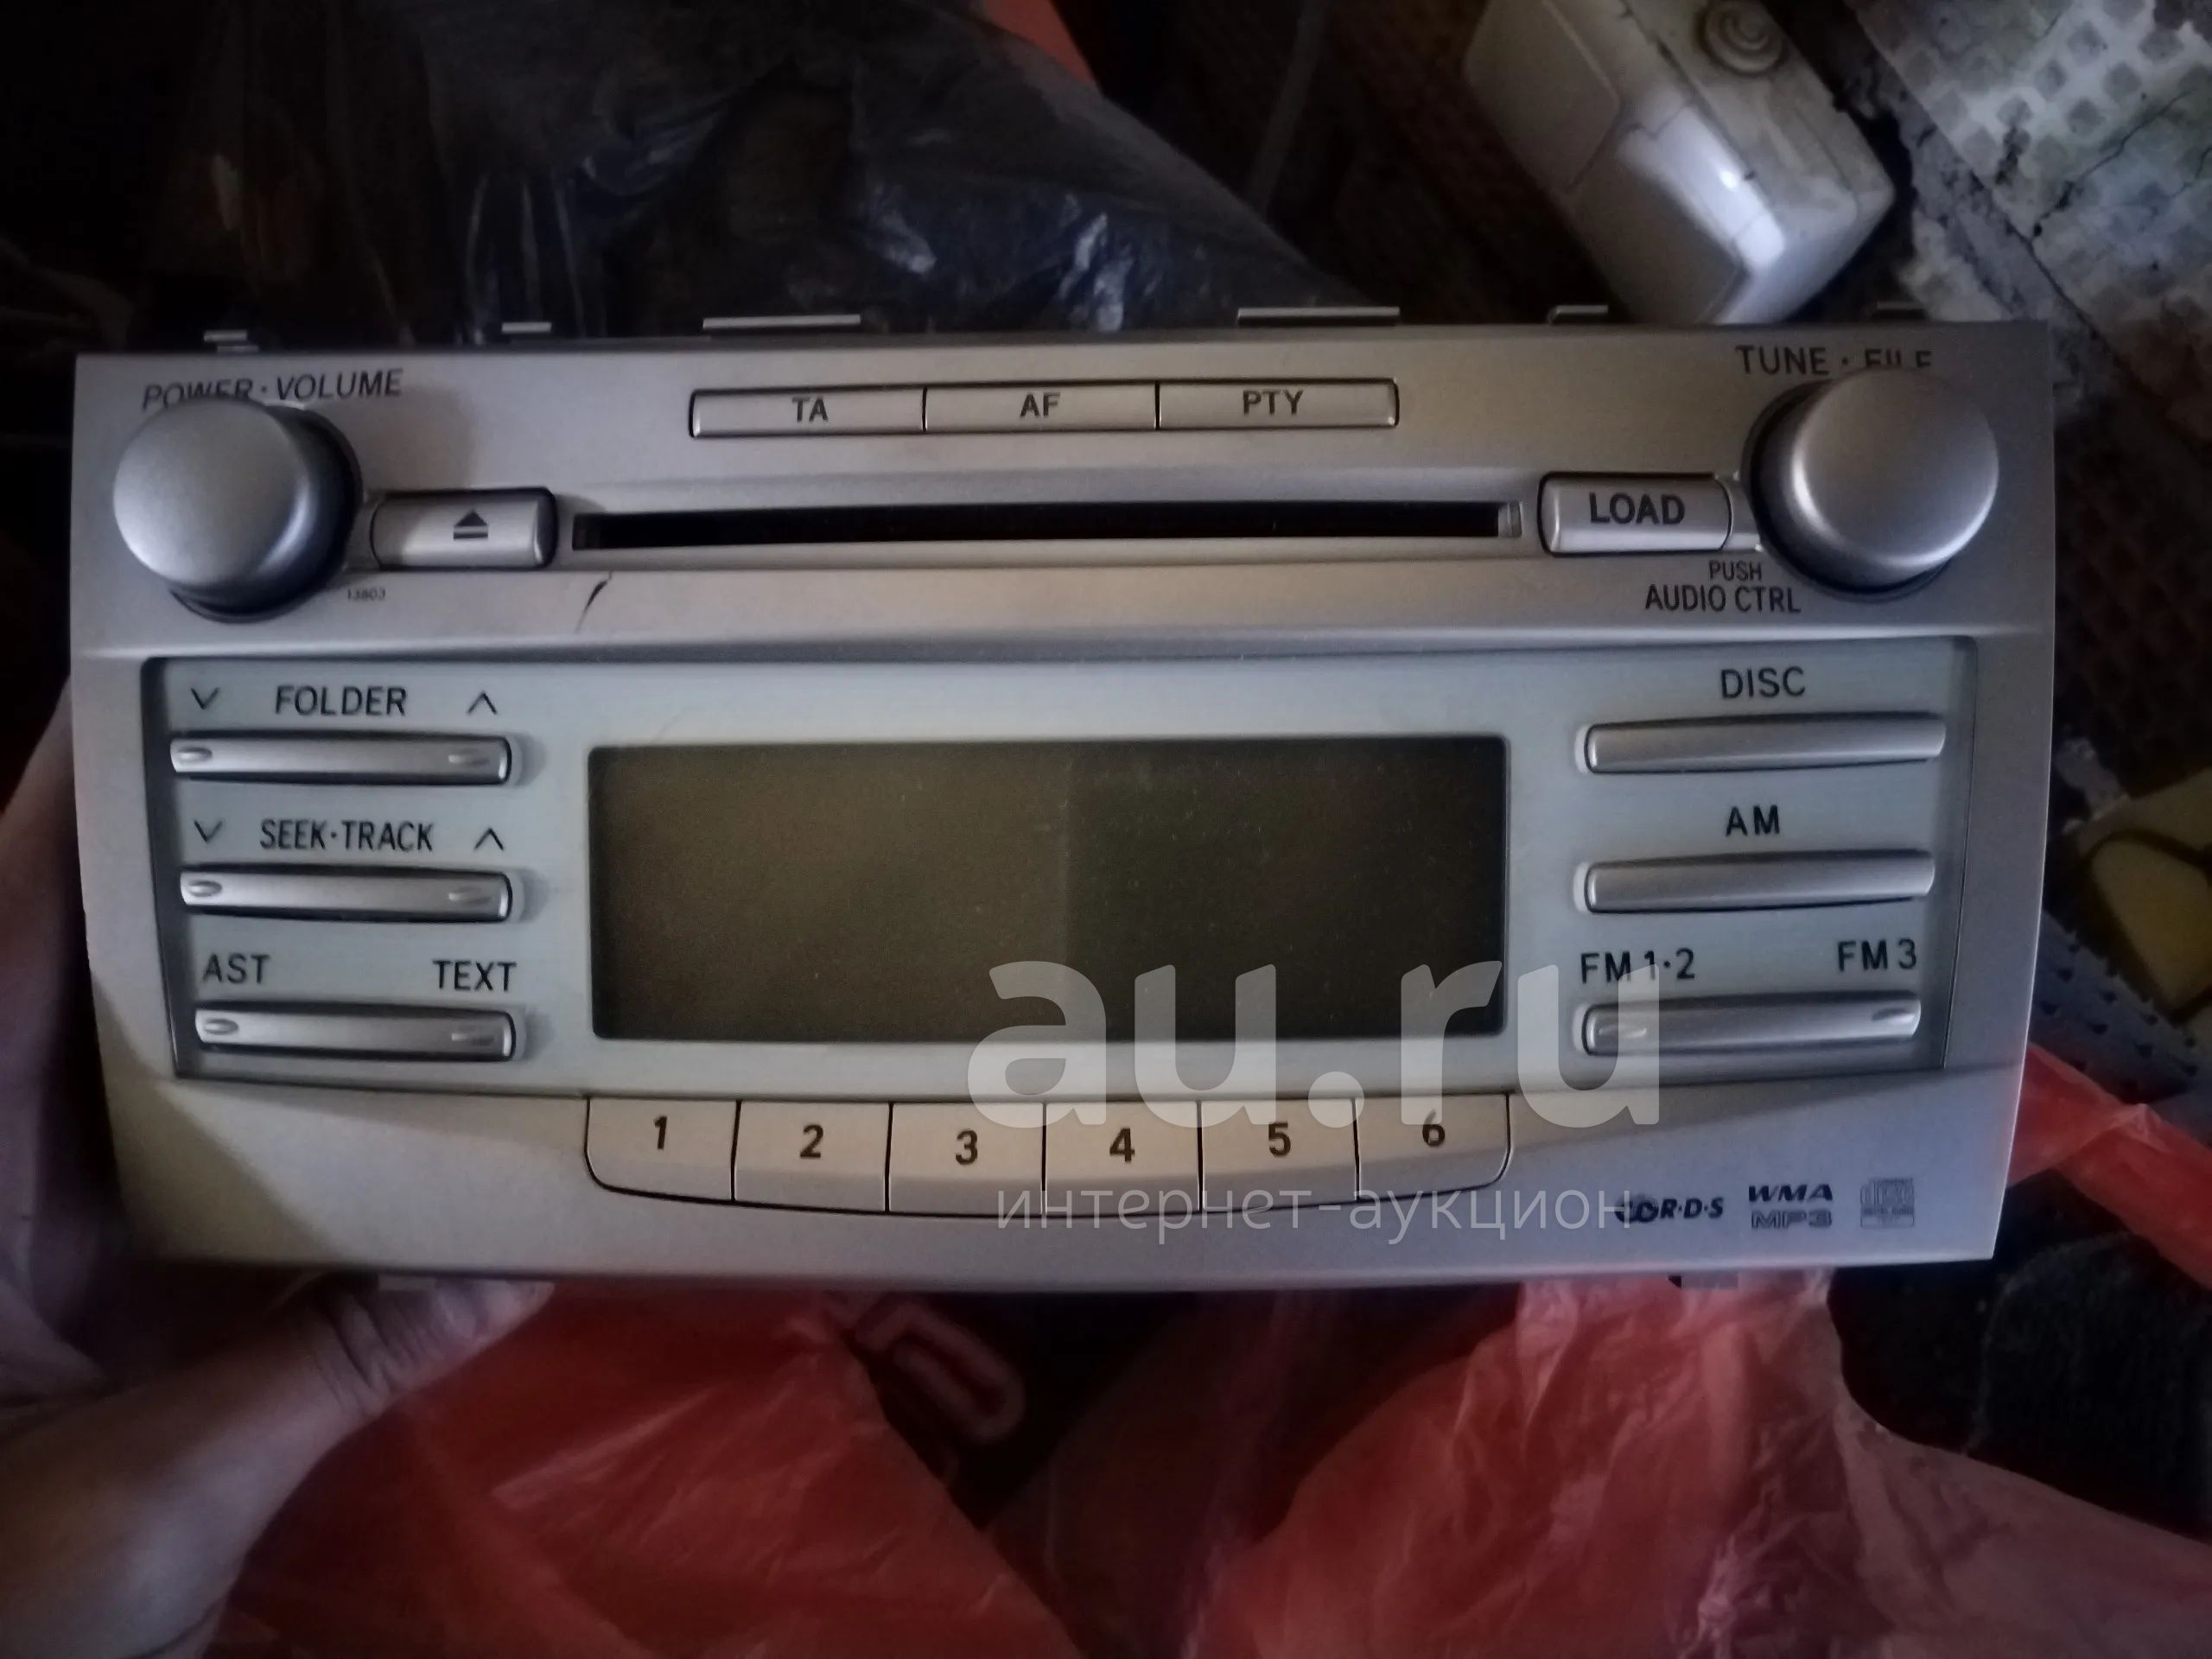 POWER·VOLUME
TA AF PTY
TUNE · FILE
LOAD
PUSH
AUDIO CTRL
13803
FOLDER
SEEK·TRACK
AST TEXT
DISC
AM
FM 1·2 FM 3
1 2 3 4 5 6
R·D·S
WMA
MP3
au.ru
интернет-аукцион